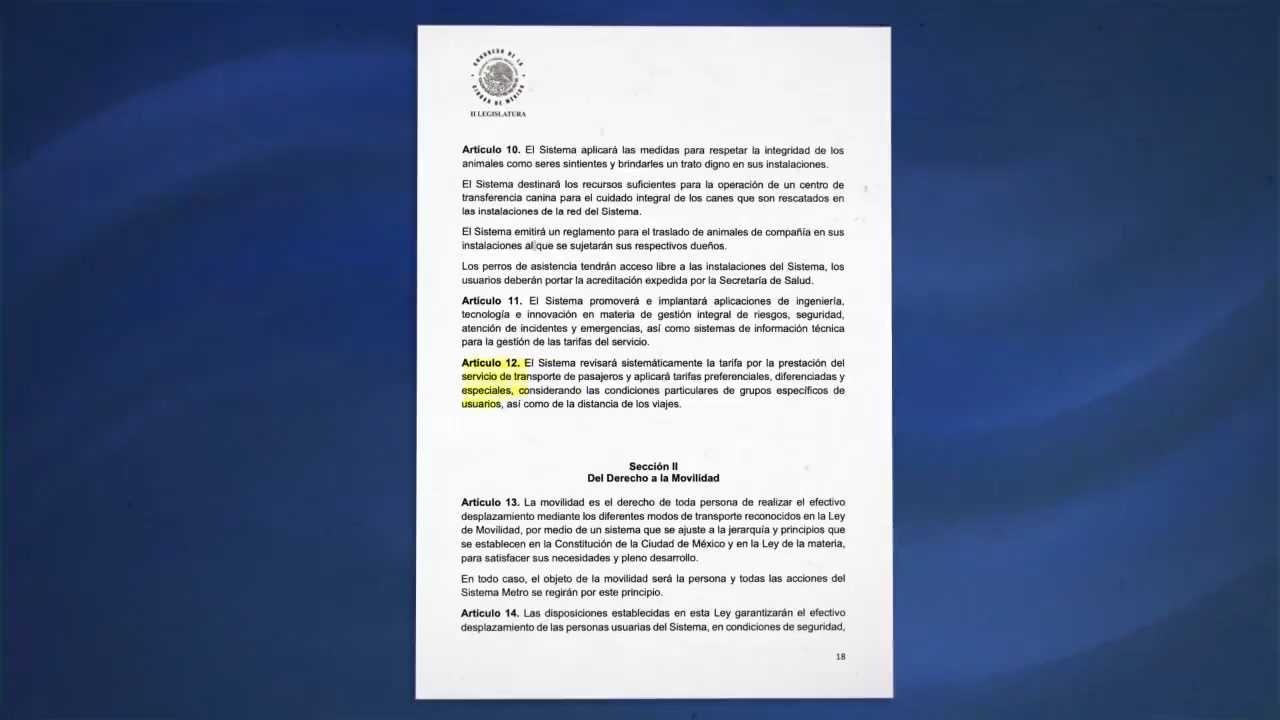 CONGRESO DE LA
CIUDAD DE MÉXICO
II LEGISLATURA
Artículo 10. El Sistema aplicará las medidas para respetar la integridad de los
animales como seres sintientes y brindarles un trato digno en sus instalaciones.
El Sistema destinará los recursos suficientes para la operación de un centro de
transferencia canina para el cuidado integral de los canes que son rescatados en
las instalaciones de la red del Sistema.
El Sistema emitirá un reglamento para el traslado de animales de compañía en sus
instalaciones al que se sujetarán sus respectivos dueños.
Los perros de asistencia tendrán acceso libre a las instalaciones del Sistema, los
usuarios deberán portar la acreditación expedida por la Secretaría de Salud.
Artículo 11. El Sistema promoverá e implantará aplicaciones de ingeniería,
tecnología e innovación en materia de gestión integral de riesgos, seguridad,
atención de incidentes y emergencias, así como sistemas de información técnica
para la gestión de las tarifas del servicio.
Artículo 12. El Sistema revisará sistemáticamente la tarifa por la prestación del
servicio de transporte de pasajeros y aplicará tarifas preferenciales, diferenciadas y
especiales, considerando las condiciones particulares de grupos específicos de
usuarios, así como de la distancia de los viajes.
Sección II
Del Derecho a la Movilidad
Artículo 13. La movilidad es el derecho de toda persona de realizar el efectivo
desplazamiento mediante los diferentes modos de transporte reconocidos en la Ley
de Movilidad, por medio de un sistema que se ajuste a la jerarquía y principios que
se establecen en la Constitución de la Ciudad de México y en la Ley de la materia,
para satisfacer sus necesidades y pleno desarrollo.
En todo caso, el objeto de la movilidad será la persona y todas las acciones del
Sistema Metro se regirán por este principio.
Artículo 14. Las disposiciones establecidas en esta Ley garantizarán el efectivo
desplazamiento de las personas usuarias del Sistema, en condiciones de seguridad,
18